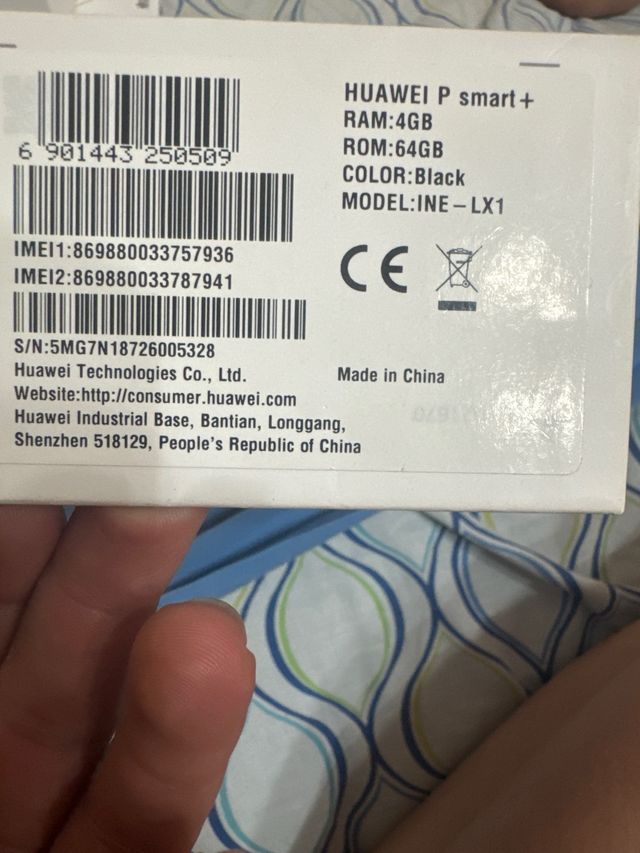 6 901443 250509
IMEI1:869880033757936
IMEI2:869880033787941
S/N:5MG7N18726005328
Huawei Technologies Co., Ltd.
Website:http://consumer.huawei.com
Huawei Industrial Base, Bantian, Longgang,
Shenzhen 518129, People's Republic of China
HUAWEI P smart+
RAM:4GB
ROM:64GB
COLOR:Black
MODEL:INE-LX1
CE
Made in China